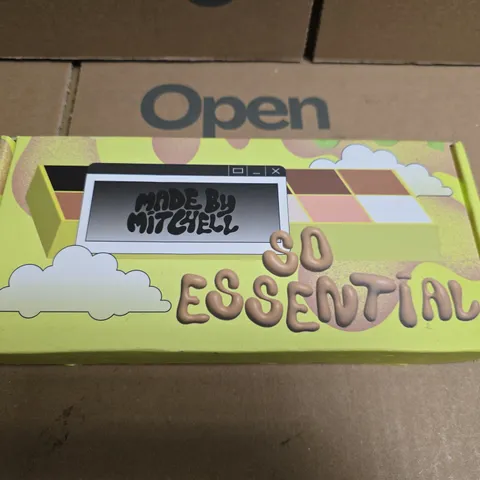 Open
MADE BY
MITCHELL
SO
ESSENTIAL